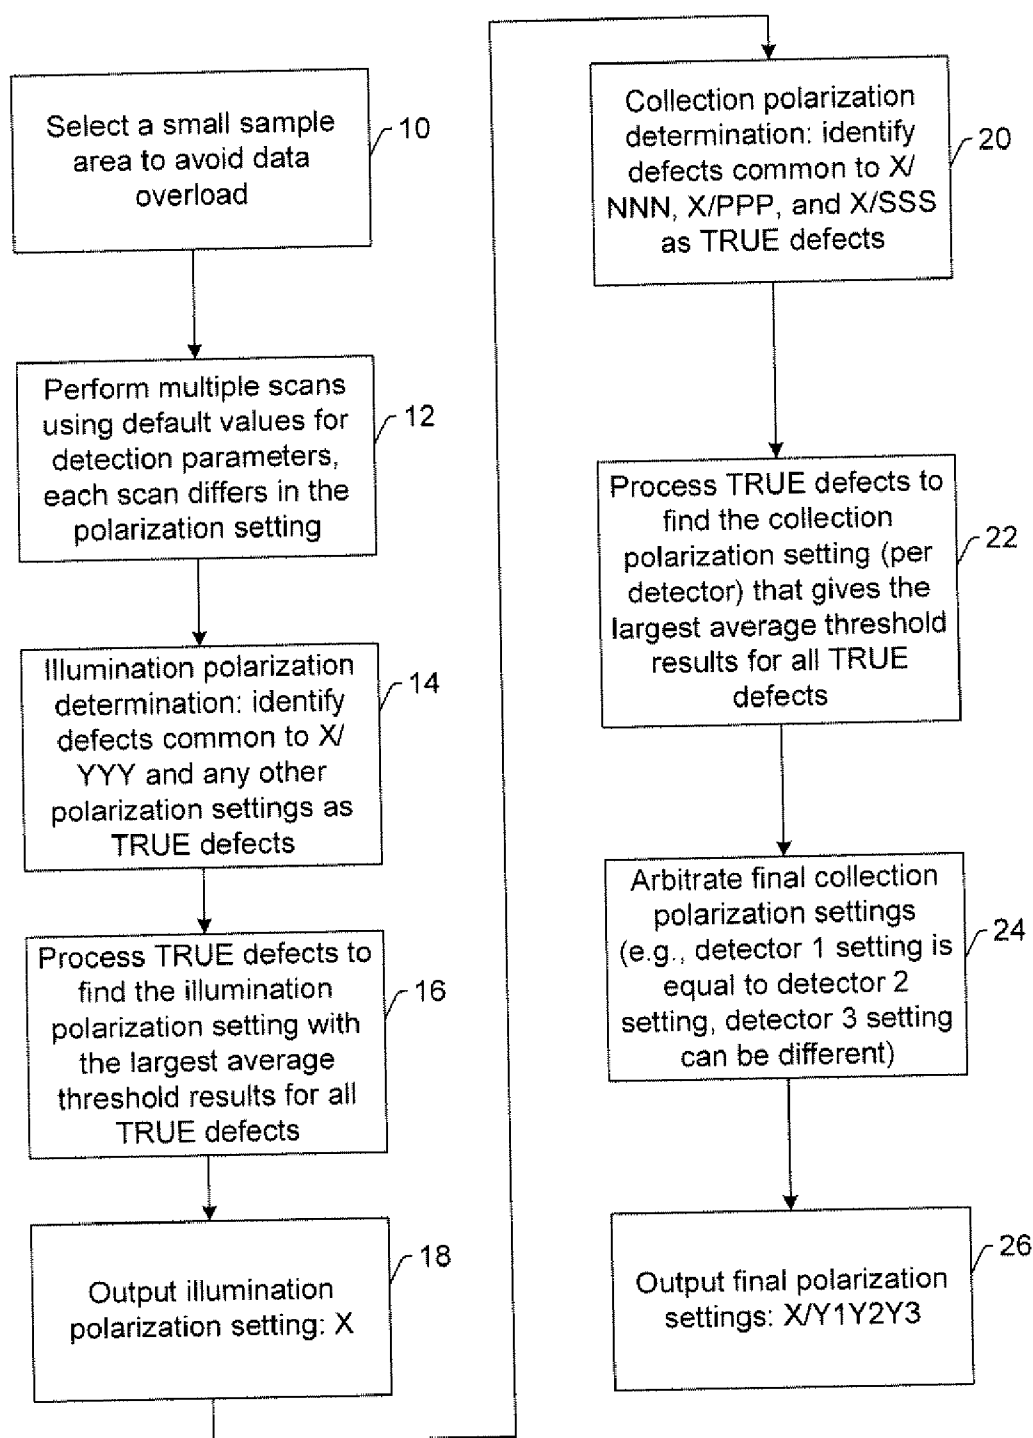 Select a small sample
area to avoid data
overload
10
Perform multiple scans
using default values for
detection parameters,
each scan differs in the
polarization setting
12
Illumination polarization
determination: identify
defects common to X/
YYY and any other
polarization settings as
TRUE defects
14
Process TRUE defects to
find the illumination
polarization setting with
the largest average
threshold results for all
TRUE defects
16
Output illumination
polarization setting: X
18
Collection polarization
determination: identify
defects common to X/
NNN, X/PPP, and X/SSS
as TRUE defects
20
Process TRUE defects to
find the collection
polarization setting (per
detector) that gives the
largest average threshold
results for all TRUE
defects
22
Arbitrate final collection
polarization settings
(e.g., detector 1 setting is
equal to detector 2
setting, detector 3 setting
can be different)
24
Output final polarization
settings: X/Y1Y2Y3
26